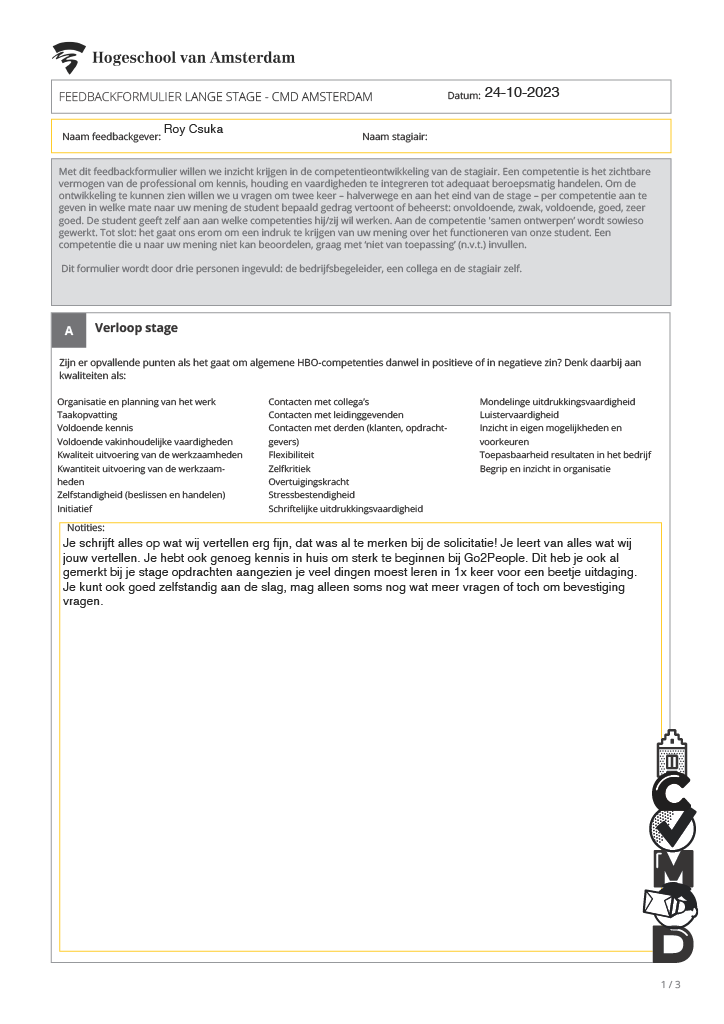 Hogeschool van Amsterdam
FEEDBACKFORMULIER LANGE STAGE - CMD AMSTERDAM
Datum: 24-10-2023
Naam feedbackgever: Roy Csuka
Naam stagiair:
Met dit feedbackformulier willen we inzicht krijgen in de competentieontwikkeling van de stagiair. Een competentie is het zichtbare
vermogen van de professional om kennis, houding en vaardigheden te integreren tot adequaat beroepsmatig handelen. Om de
ontwikkeling te kunnen zien willen we u vragen om twee keer – halverwege en aan het eind van de stage – per competentie aan te
geven in welke mate naar uw mening de student bepaald gedrag vertoont of beheerst: onvoldoende, zwak, voldoende, goed, zeer
goed. De student geeft zelf aan aan welke competenties hij/zij wil werken. Aan de competentie 'samen ontwerpen' wordt sowieso
gewerkt. Tot slot: het gaat ons erom om een indruk te krijgen van uw mening over het functioneren van onze student. Een
competentie die u naar uw mening niet kan beoordelen, graag met 'niet van toepassing' (n.v.t.) invullen.
Dit formulier wordt door drie personen ingevuld: de bedrijfsbegeleider, een collega en de stagiair zelf.
A
Verloop stage
Zijn er opvallende punten als het gaat om algemene HBO-competenties danwel in positieve of in negatieve zin? Denk daarbij aan
kwaliteiten als:
Organisatie en planning van het werk
Taakopvatting
Voldoende kennis
Voldoende vakinhoudelijke vaardigheden
Kwaliteit uitvoering van de werkzaamheden
Kwantiteit uitvoering van de werkzaam-
heden
Zelfstandigheid (beslissen en handelen)
Initiatief
Contacten met collega's
Contacten met leidinggevenden
Contacten met derden (klanten, opdracht-
gevers)
Flexibiliteit
Zelfkritiek
Overtuigingskracht
Stressbestendigheid
Schriftelijke uitdrukkingsvaardigheid
Mondelinge uitdrukkingsvaardigheid
Luistervaardigheid
Inzicht in eigen mogelijkheden en
voorkeuren
Toepasbaarheid resultaten in het bedrijf
Begrip en inzicht in organisatie
Notities:
Je schrijft alles op wat wij vertellen erg fijn, dat was al te merken bij de solicitatie! Je leert van alles wat wij
jouw vertellen. Je hebt ook genoeg kennis in huis om sterk te beginnen bij Go2People. Dit heb je ook al
gemerkt bij je stage opdrachten aangezien je veel dingen moest leren in 1x keer voor een beetje uitdaging.
Je kunt ook goed zelfstandig aan de slag, mag alleen soms nog wat meer vragen of toch om bevestiging
vragen.
C
M
D
1 / 3